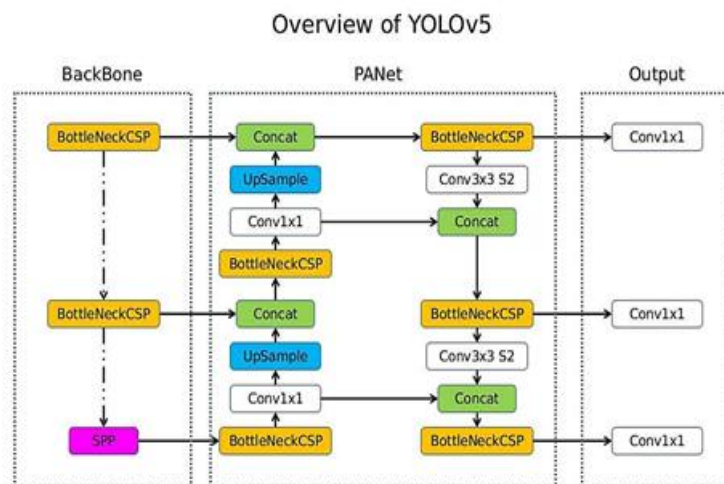 Overview of YOLOv5
BackBone
PANet
Output
BottleNeckCSP
Concat
BottleNeckCSP
Conv1x1
UpSample
Conv3x3 S2
Conv1x1
Concat
BottleNeckCSP
BottleNeckCSP
Concat
BottleNeckCSP
Conv1x1
UpSample
Conv3x3 S2
Conv1x1
Concat
SPP
BottleNeckCSP
BottleNeckCSP
Conv1x1